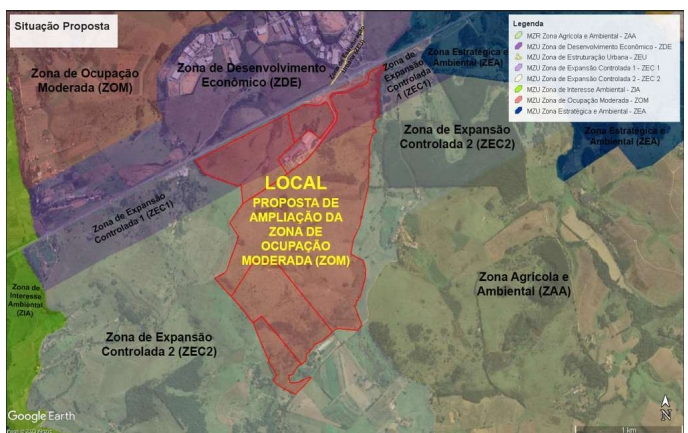 Situação Proposta
Legenda
MZR Zona Agrícola e Ambiental - ZAA
MZU Zona de Desenvolvimento Econômico - ZDE
MZU Zona de Estruturação Urbana - ZEU
MZU Zona de Expansão Controlada 1 - ZEC 1
MZU Zona de Expansão Controlada 2 - ZEC 2
MZU Zona de Interesse Ambiental - ZIA
MZU Zona de Ocupação Moderada - ZOM
MZU Zona Estratégica e Ambiental - ZEA
Zona de Ocupação
Moderada (ZOM)
Zona de Desenvolvimento
Econômico (ZDE)
Zona de
Expansão
Controlada
1 (ZEC1)
Zona Estratégica e
Ambiental (ZEA)
Zona de Expansão
Controlada 2 (ZEC2)
Zona Estratégica e
Ambiental (ZEA)
LOCAL
PROPOSTA DE
AMPLIAÇÃO DA
ZONA DE
OCUPAÇÃO
MODERADA (ZOM)
Zona de Expansão
Controlada 1 (ZEC1)
Zona de
Interesse
Ambiental
(ZIA)
Zona Agrícola e
Ambiental (ZAA)
Zona de Expansão
Controlada 2 (ZEC2)
Google Earth
N
1 km